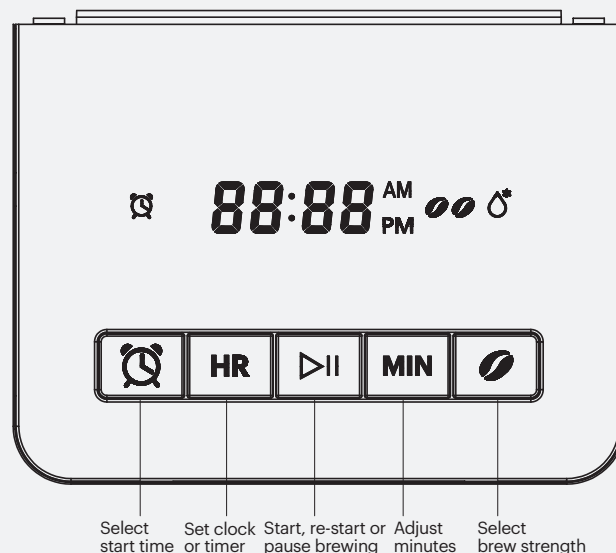 88:88 AM
PM
HR MIN
Select Set clock Start, re-start or Adjust Select
start time or timer pause brewing minutes brew strength